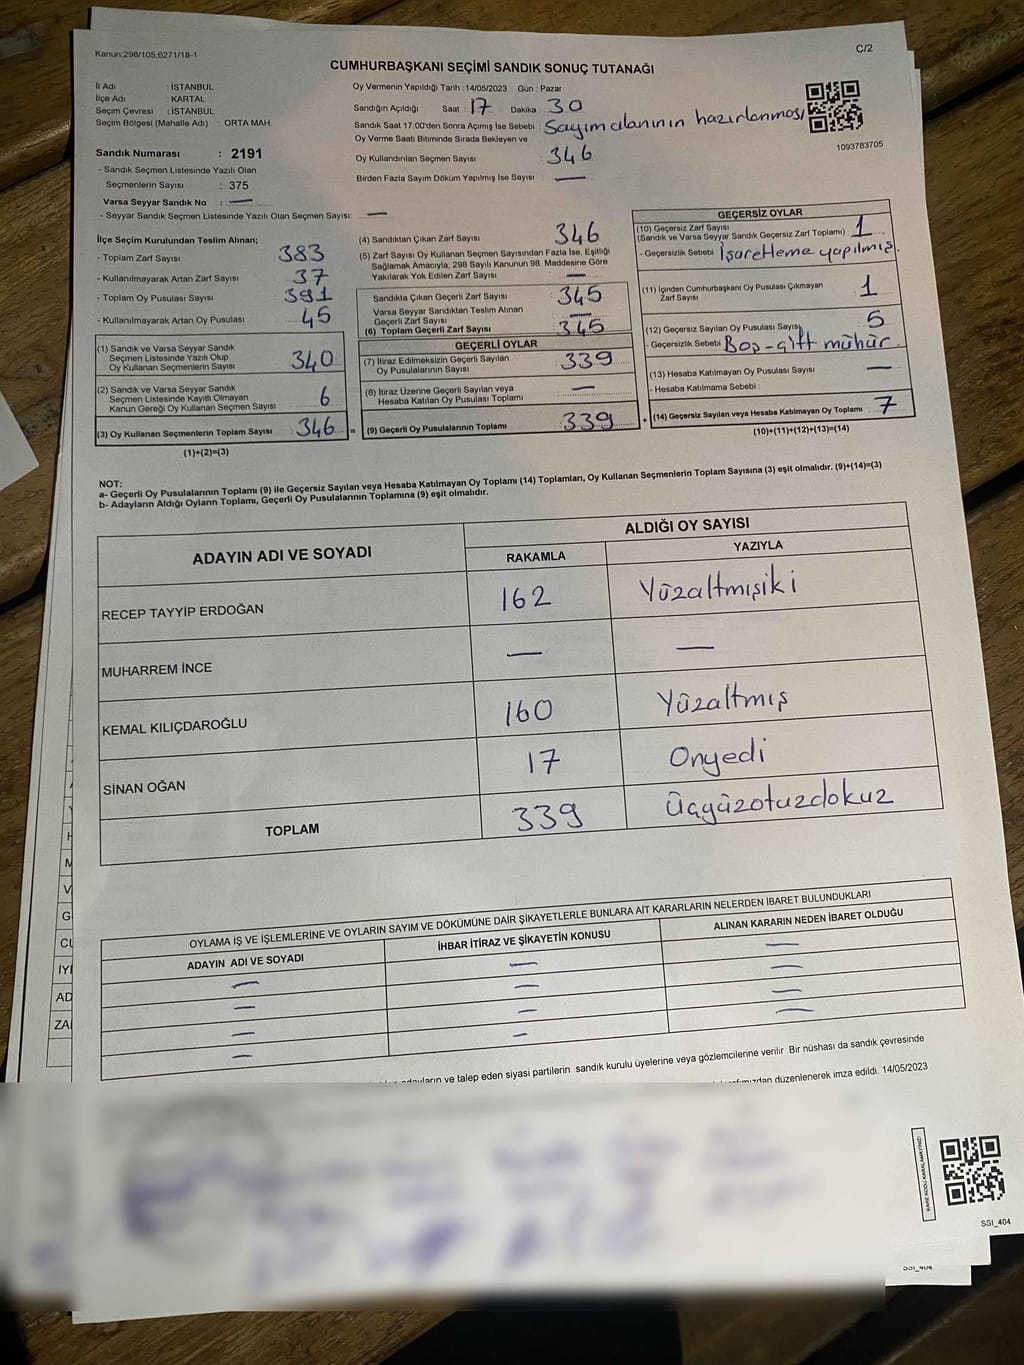 Kanun:298/105;6271/18-1
C/2
CUMHURBAŞKANI SEÇİMİ SANDIK SONUÇ TUTANAĞI
İl Adı : İSTANBUL
İlçe Adı : KARTAL
Seçim Çevresi : İSTANBUL
Seçim Bölgesi (Mahalle Adı) : ORTA MAH.
Sandık Numarası : 2191
- Sandık Seçmen Listesinde Yazılı Olan
Seçmenlerin Sayısı : 375
Varsa Seyyar Sandık No : —
- Seyyar Sandık Seçmen Listesinde Yazılı Olan Seçmen Sayısı: —
Oy Vermenin Yapıldığı Tarih : 14/05/2023 Gün : Pazar
Sandığın Açıldığı Saat : 17 Dakika : 30
Sandık Saat 17:00'den Sonra Açımış İse Sebebi : Sayım alanının hazırlanması
Oy Verme Saati Bitiminde Sırada Bekleyen ve
Oy Kullandırılan Seçmen Sayısı : 346
Birden Fazla Sayım Döküm Yapılmış İse Sayısı : —
1093763705
İlçe Seçim Kurulundan Teslim Alınan;
- Toplam Zarf Sayısı : 383
- Kullanılmayarak Artan Zarf Sayısı : 37
- Toplam Oy Pusulası Sayısı : 391
- Kullanılmayarak Artan Oy Pusulası : 45
(1) Sandık ve Varsa Seyyar Sandık
Seçmen Listesinde Yazılı Olup
Oy Kullanan Seçmenlerin Sayısı : 340
(2) Sandık ve Varsa Seyyar Sandık
Seçmen Listesinde Kayıtlı Olmayan
Kanun Gereği Oy Kullanan Seçmen Sayısı : 6
(3) Oy Kullanan Seçmenlerin Toplam Sayısı : 346 =
(1)+(2)=(3)
(4) Sandıktan Çıkan Zarf Sayısı : 346
(5) Zarf Sayısı Oy Kullanan Seçmen Sayısından Fazla İse, Eşitliği
Sağlamak Amacıyla; 298 Sayılı Kanunun 98. Maddesine Göre
Yakılarak Yok Edilen Zarf Sayısı : —
Sandıkta Çıkan Geçerli Zarf Sayısı : 345
Varsa Seyyar Sandıktan Teslim Alınan
Geçerli Zarf Sayısı : —
(6) Toplam Geçerli Zarf Sayısı : 345
GEÇERLİ OYLAR
(7) İtiraz Edilmeksizin Geçerli Sayılan
Oy Pusulalarının Sayısı : 339
(8) İtiraz Üzerine Geçerli Sayılan veya
Hesaba Katılan Oy Pusulası Toplamı : —
(9) Geçerli Oy Pusulalarının Toplamı : 339 +
GEÇERSİZ OYLAR
(10) Geçersiz Zarf Sayısı
(Sandık ve Varsa Seyyar Sandık Geçersiz Zarf Toplamı) : 1
- Geçersizlik Sebebi : İşaretleme yapılmış.
(11) İçinden Cumhurbaşkanı Oy Pusulası Çıkmayan
Zarf Sayısı : 1
(12) Geçersiz Sayılan Oy Pusulası Sayısı : 5
- Geçersizlik Sebebi : Boş-çift mühür.
(13) Hesaba Katılmayan Oy Pusulası Sayısı : —
- Hesaba Katılmama Sebebi :
(14) Geçersiz Sayılan veya Hesaba Katılmayan Oy Toplamı : 7
(10)+(11)+(12)+(13)=(14)
NOT:
a- Geçerli Oy Pusulalarının Toplamı (9) ile Geçersiz Sayılan veya Hesaba Katılmayan Oy Toplamı (14) Toplamları, Oy Kullanan Seçmenlerin Toplam Sayısına (3) eşit olmalıdır. (9)+(14)=(3)
b- Adayların Aldığı Oyların Toplamı, Geçerli Oy Pusulalarının Toplamına (9) eşit olmalıdır.
ADAYIN ADI VE SOYADI
ALDIĞI OY SAYISI
RAKAMLA YAZIYLA
RECEP TAYYİP ERDOĞAN 162 Yüzaltmışiki
MUHARREM İNCE — —
KEMAL KILIÇDAROĞLU 160 Yüzaltmış
SİNAN OĞAN 17 Onyedi
TOPLAM 339 Üçyüzotuzdokuz
OYLAMA İŞ VE İŞLEMLERİNE VE OYLARIN SAYIM VE DÖKÜMÜNE DAİR ŞİKAYETLERLE BUNLARA AİT KARARLARIN NELERDEN İBARET BULUNDUKLARI
ADAYIN ADI VE SOYADI İHBAR İTİRAZ VE ŞİKAYETİN KONUSU ALINAN KARARIN NEDEN İBARET OLDUĞU
— — —
— — —
— — —
— — —
ve talep eden siyasi partilerin sandık kurulu üyelerine veya gözlemcilerine verilir .Bir nüshası da sandık çevresinde
düzenlenerek imza edildi. 14/05/2023
SSI_404
SSI_404
H
M
V
G
CU
İYİ
AD
ZA